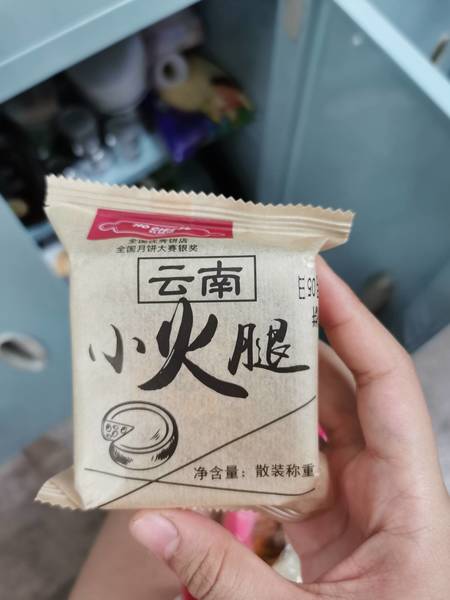 全国优秀饼店
全国月饼大赛银奖
云南
小火腿
净含量：散装称重